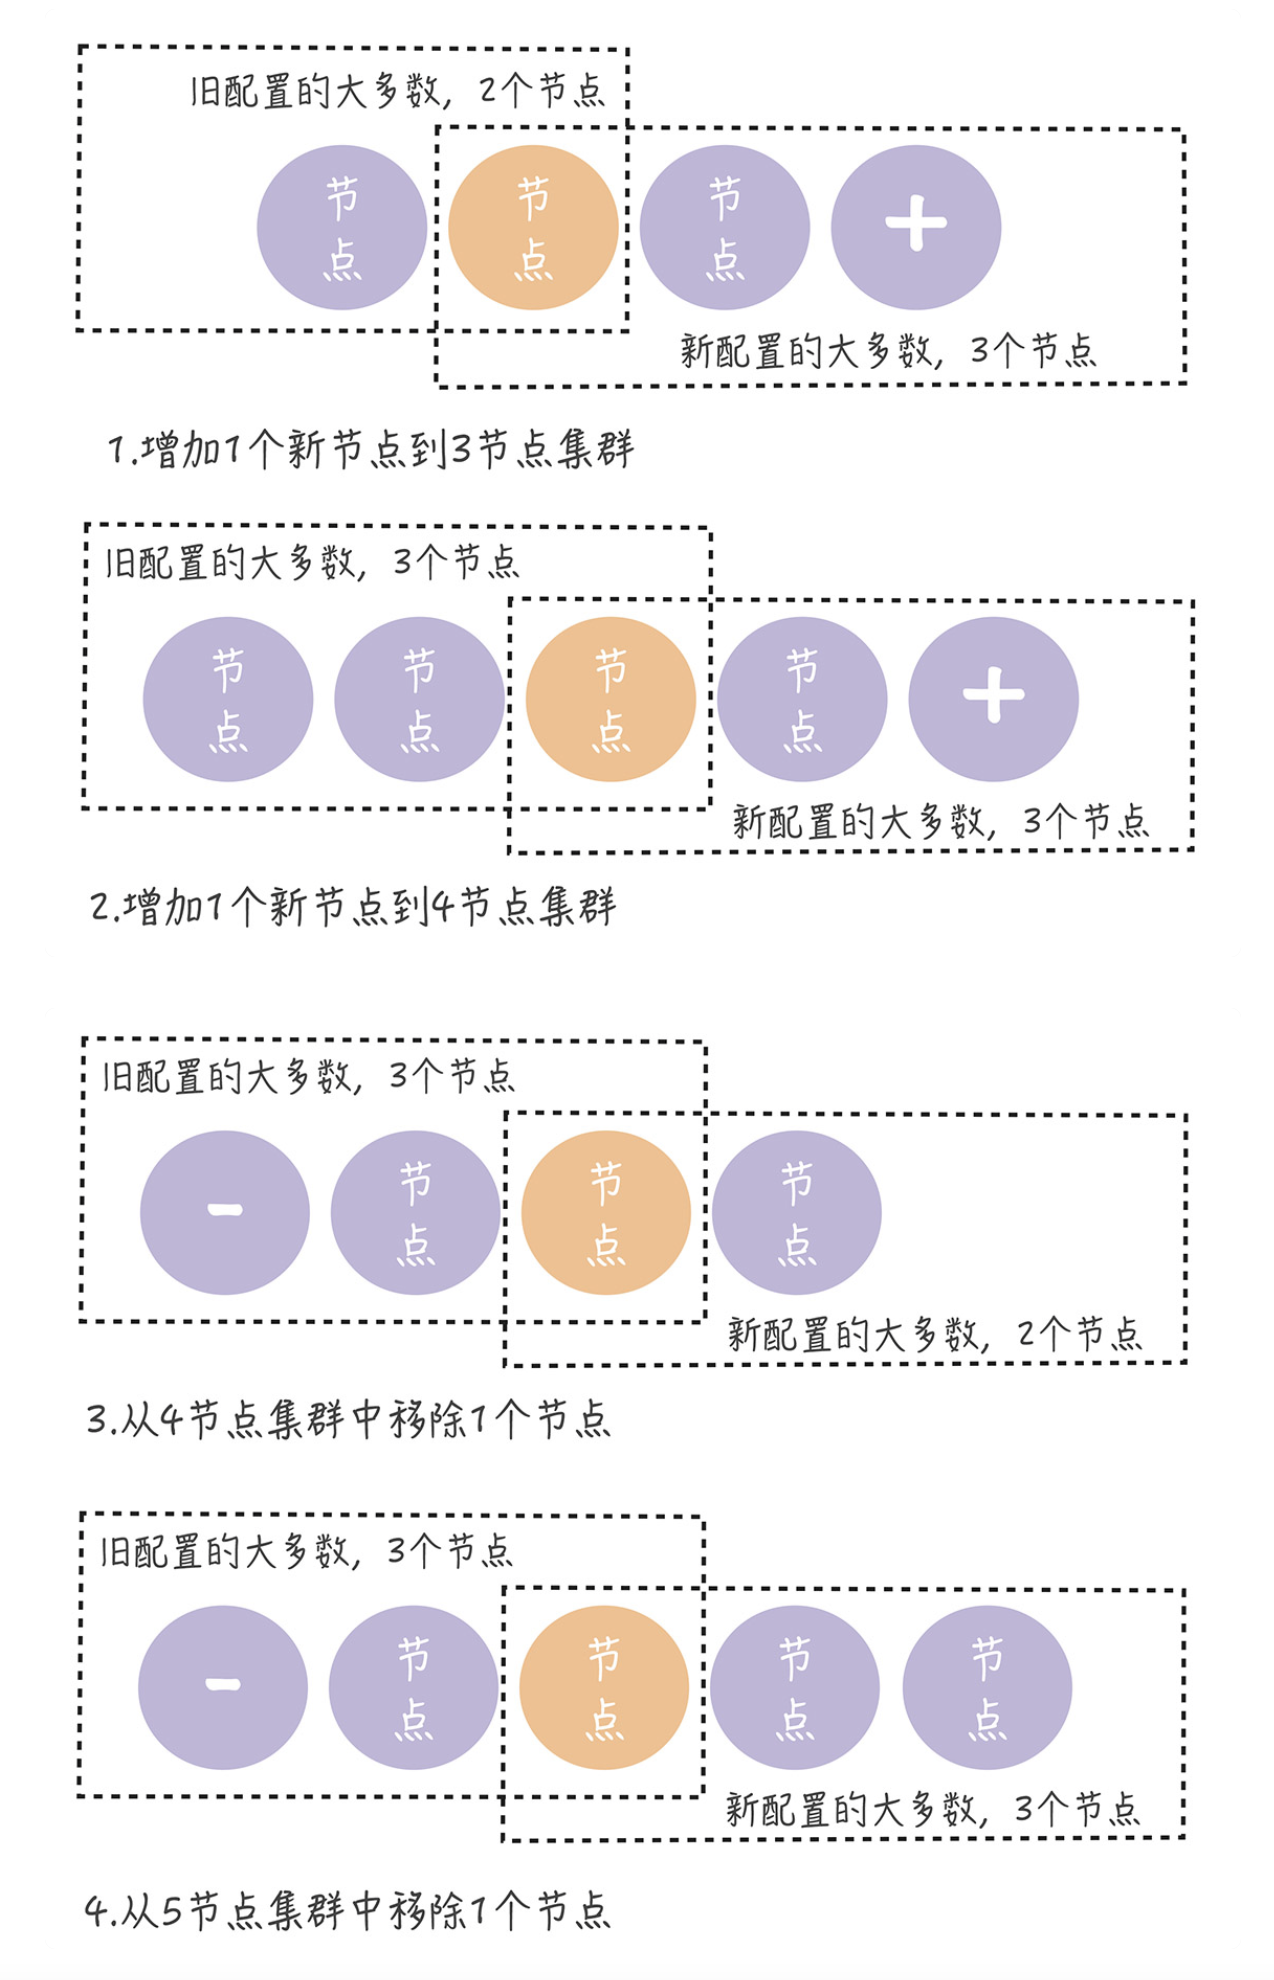 旧配置的大多数，2个节点
节点
节点
节点
+
新配置的大多数，3个节点
1.增加1个新节点到3节点集群
旧配置的大多数，3个节点
节点
节点
节点
节点
+
新配置的大多数，3个节点
2.增加1个新节点到4节点集群
旧配置的大多数，3个节点
-
节点
节点
节点
新配置的大多数，2个节点
3.从4节点集群中移除1个节点
旧配置的大多数，3个节点
-
节点
节点
节点
节点
新配置的大多数，3个节点
4.从5节点集群中移除1个节点